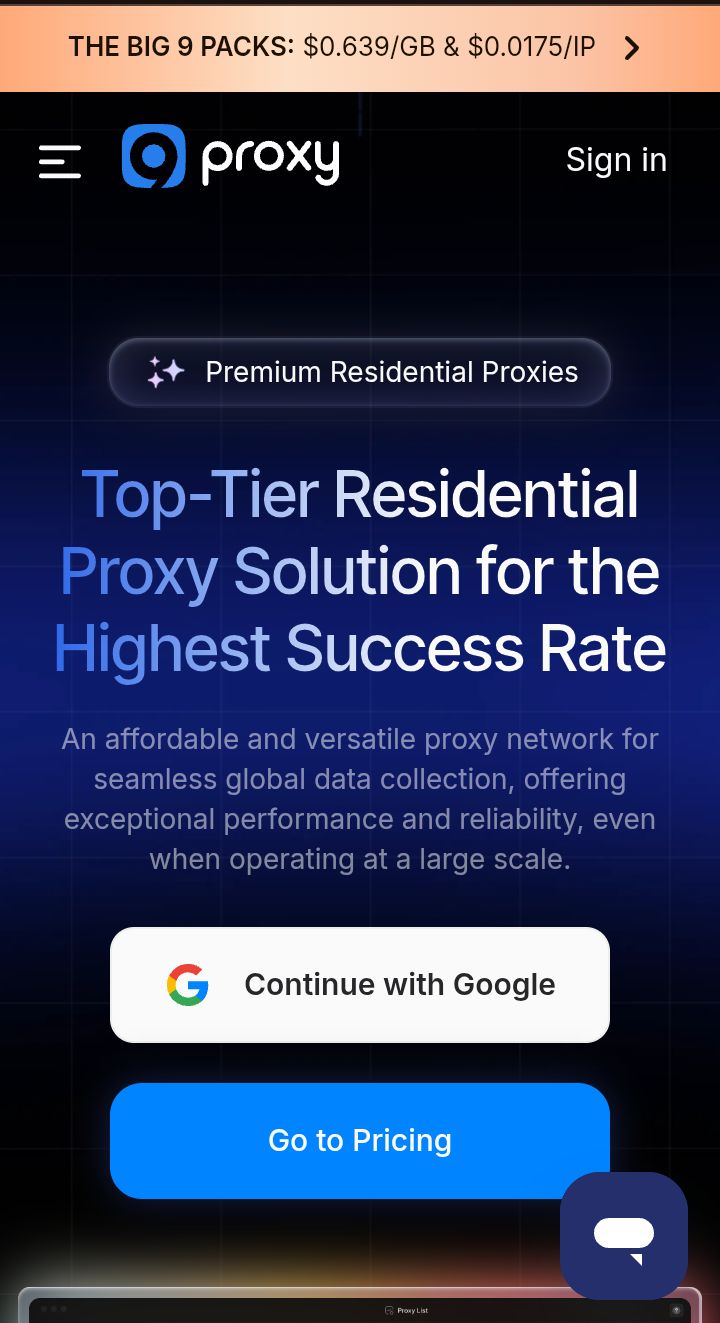 THE BIG 9 PACKS: $0.639/GB & $0.0175/IP
proxy
Sign in
Premium Residential Proxies
Top-Tier Residential
Proxy Solution for the
Highest Success Rate
An affordable and versatile proxy network for
seamless global data collection, offering
exceptional performance and reliability, even
when operating at a large scale.
Continue with Google
Go to Pricing
Proxy List